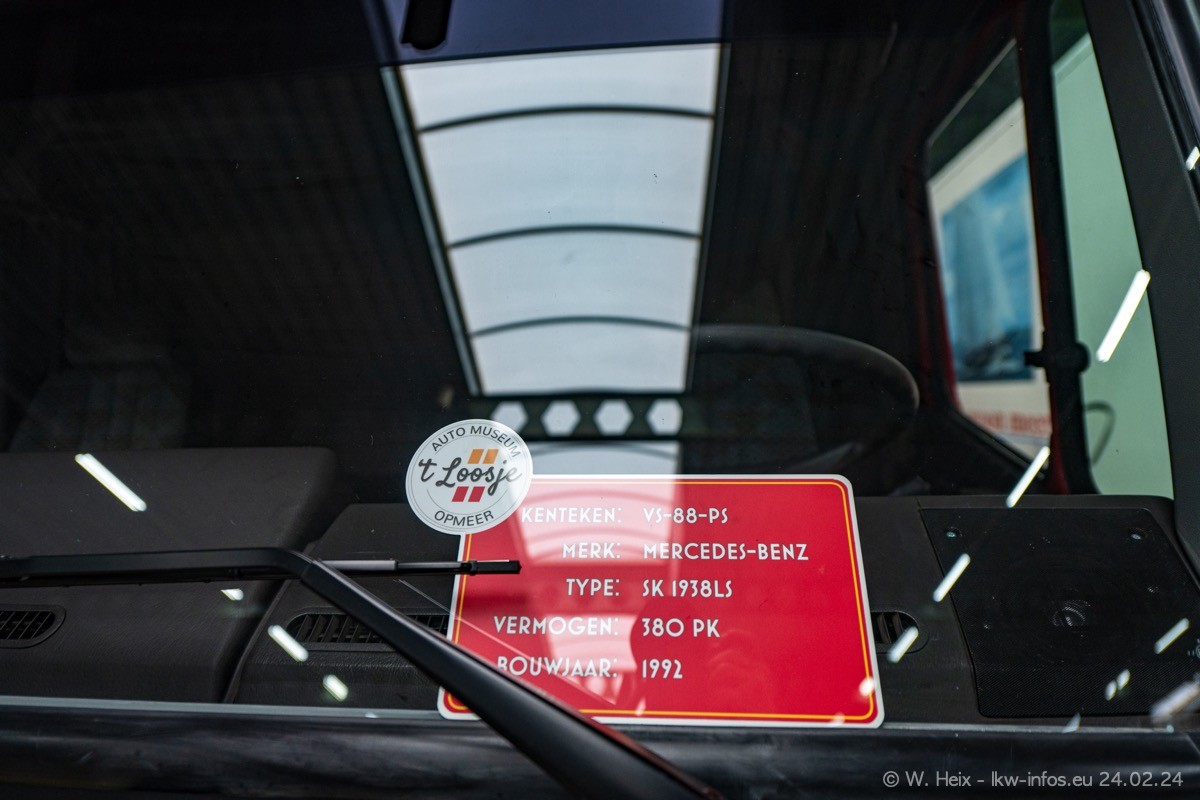 AUTO MUSEUM
't Loosje
OPMEER
KENTEKEN: VS-88-PS
MERK: MERCEDES-BENZ
TYPE: SK 1938LS
VERMOGEN: 380 PK
BOUWJAAR: 1992
© W. Heix - lkw-infos.eu 24.02.24